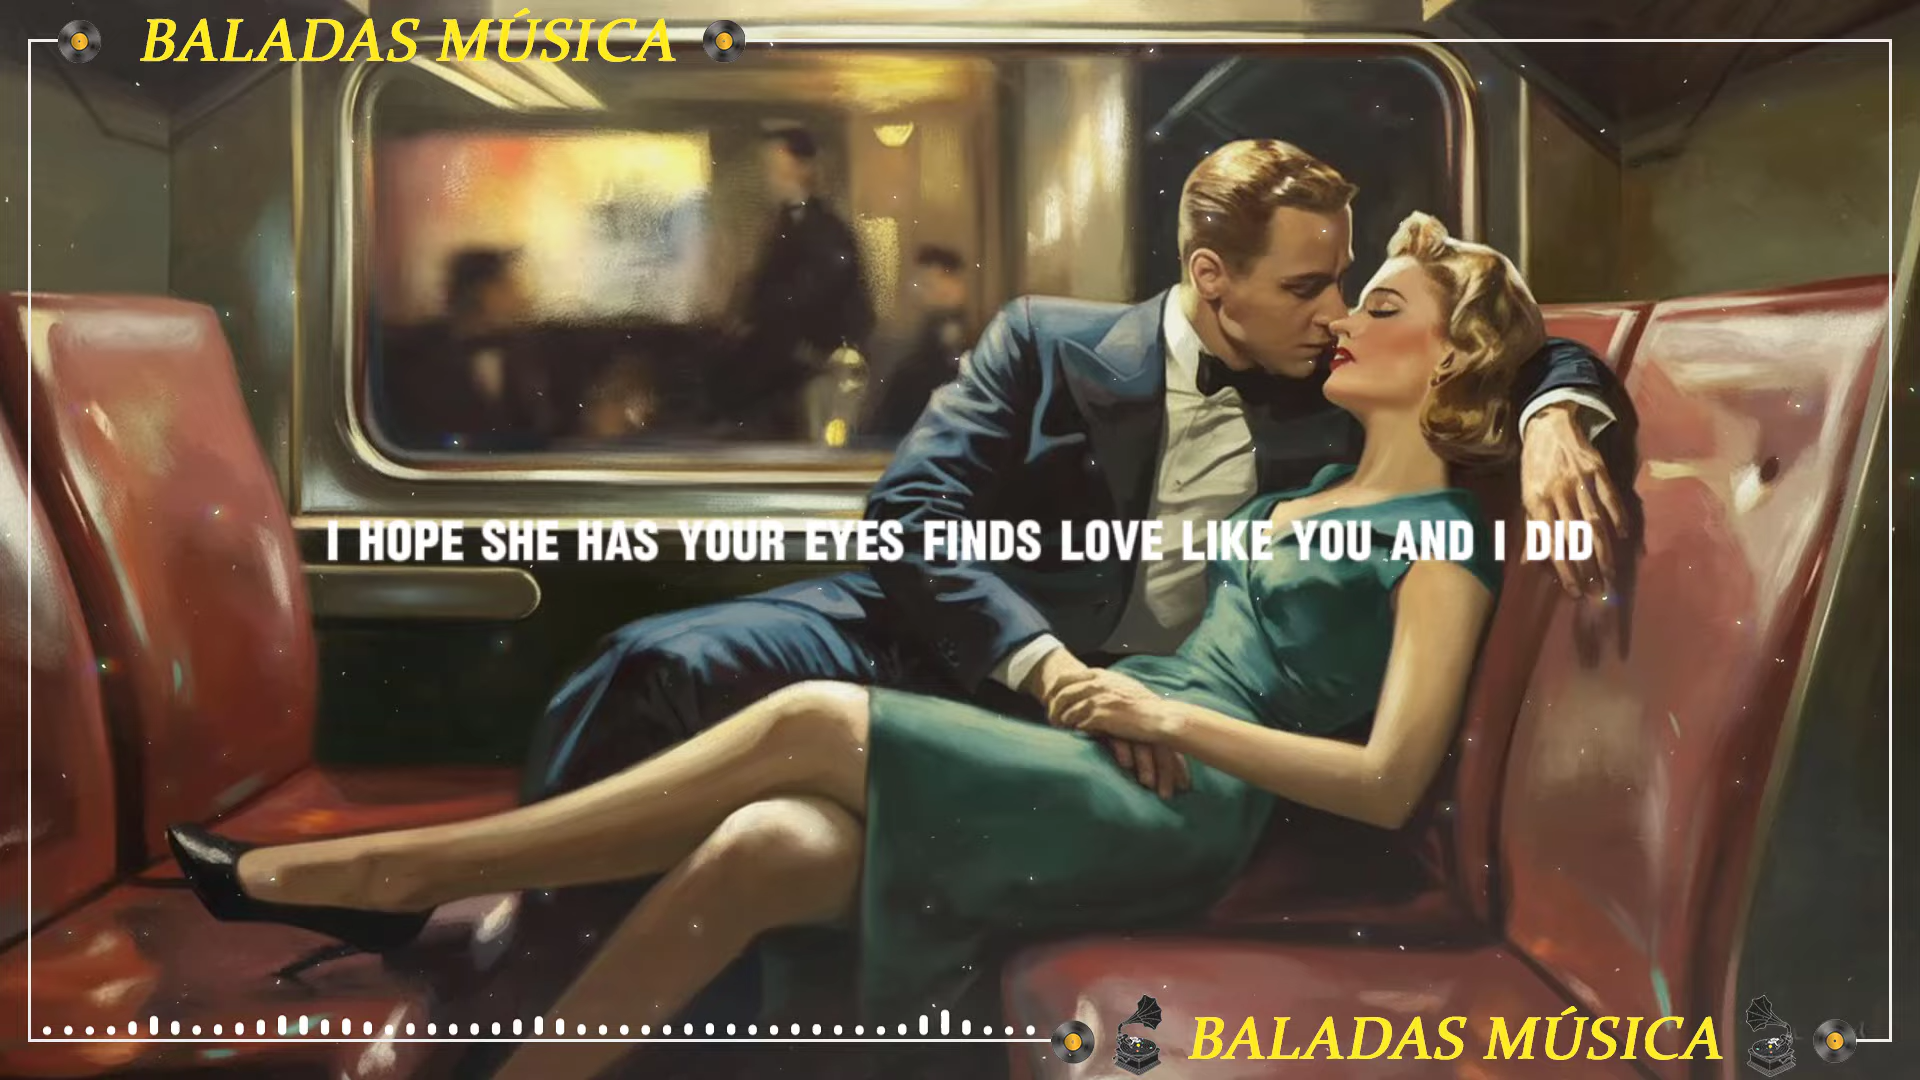 BALADAS MÚSICA
I HOPE SHE HAS YOUR EYES FINDS LOVE LIKE YOU AND I DID
BALADAS MÚSICA